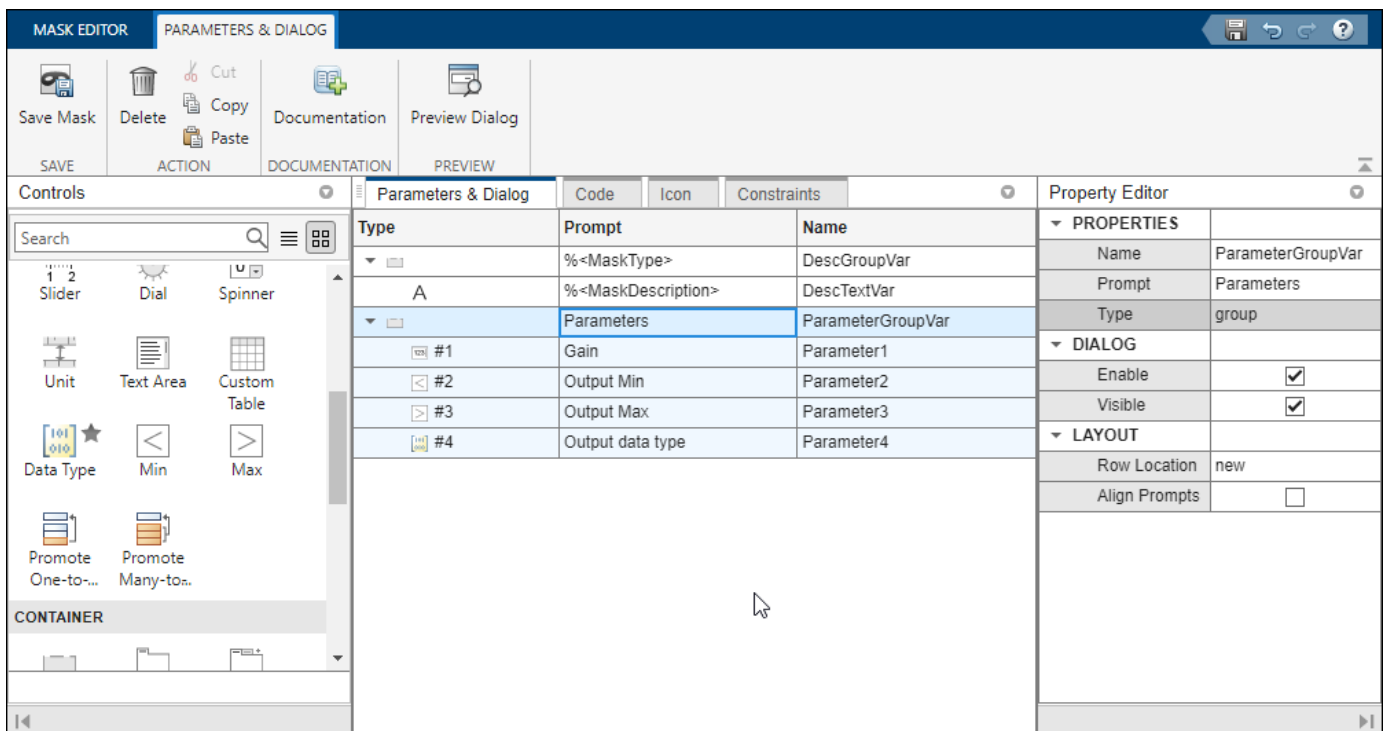 MASK EDITOR PARAMETERS & DIALOG
?
Save Mask Delete Cut Copy Paste Documentation Preview Dialog
SAVE ACTION DOCUMENTATION PREVIEW
Controls
Search
1 2
Slider Dial Spinner
Unit Text Area Custom Table
Data Type Min Max
Promote One-to-... Promote Many-to...
CONTAINER
Parameters & Dialog Code Icon Constraints
Type Prompt Name
%<MaskType> DescGroupVar
A %<MaskDescription> DescTextVar
Parameters ParameterGroupVar
#1 Gain Parameter1
#2 Output Min Parameter2
#3 Output Max Parameter3
#4 Output data type Parameter4
Property Editor
PROPERTIES
Name ParameterGroupVar
Prompt Parameters
Type group
DIALOG
Enable
Visible
LAYOUT
Row Location new
Align Prompts